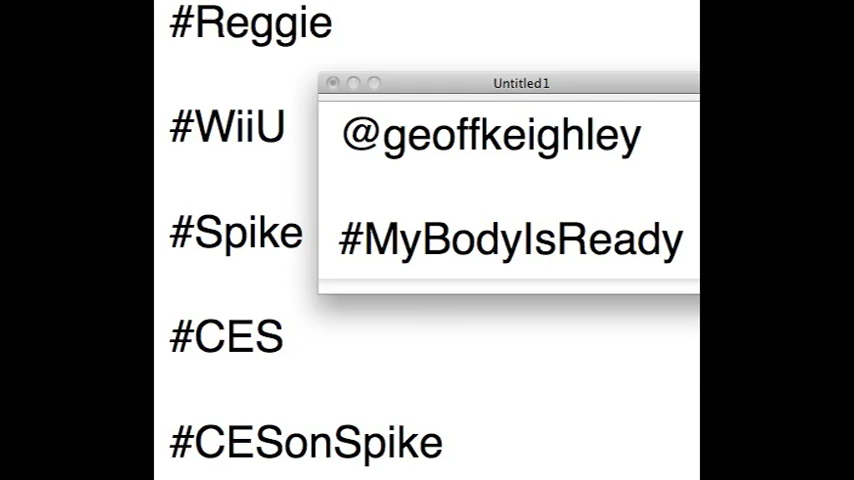 #Reggie
Untitled1
#WiiU
@geoffkeighley
#Spike
#MyBodyIsReady
#CES
#CESonSpike